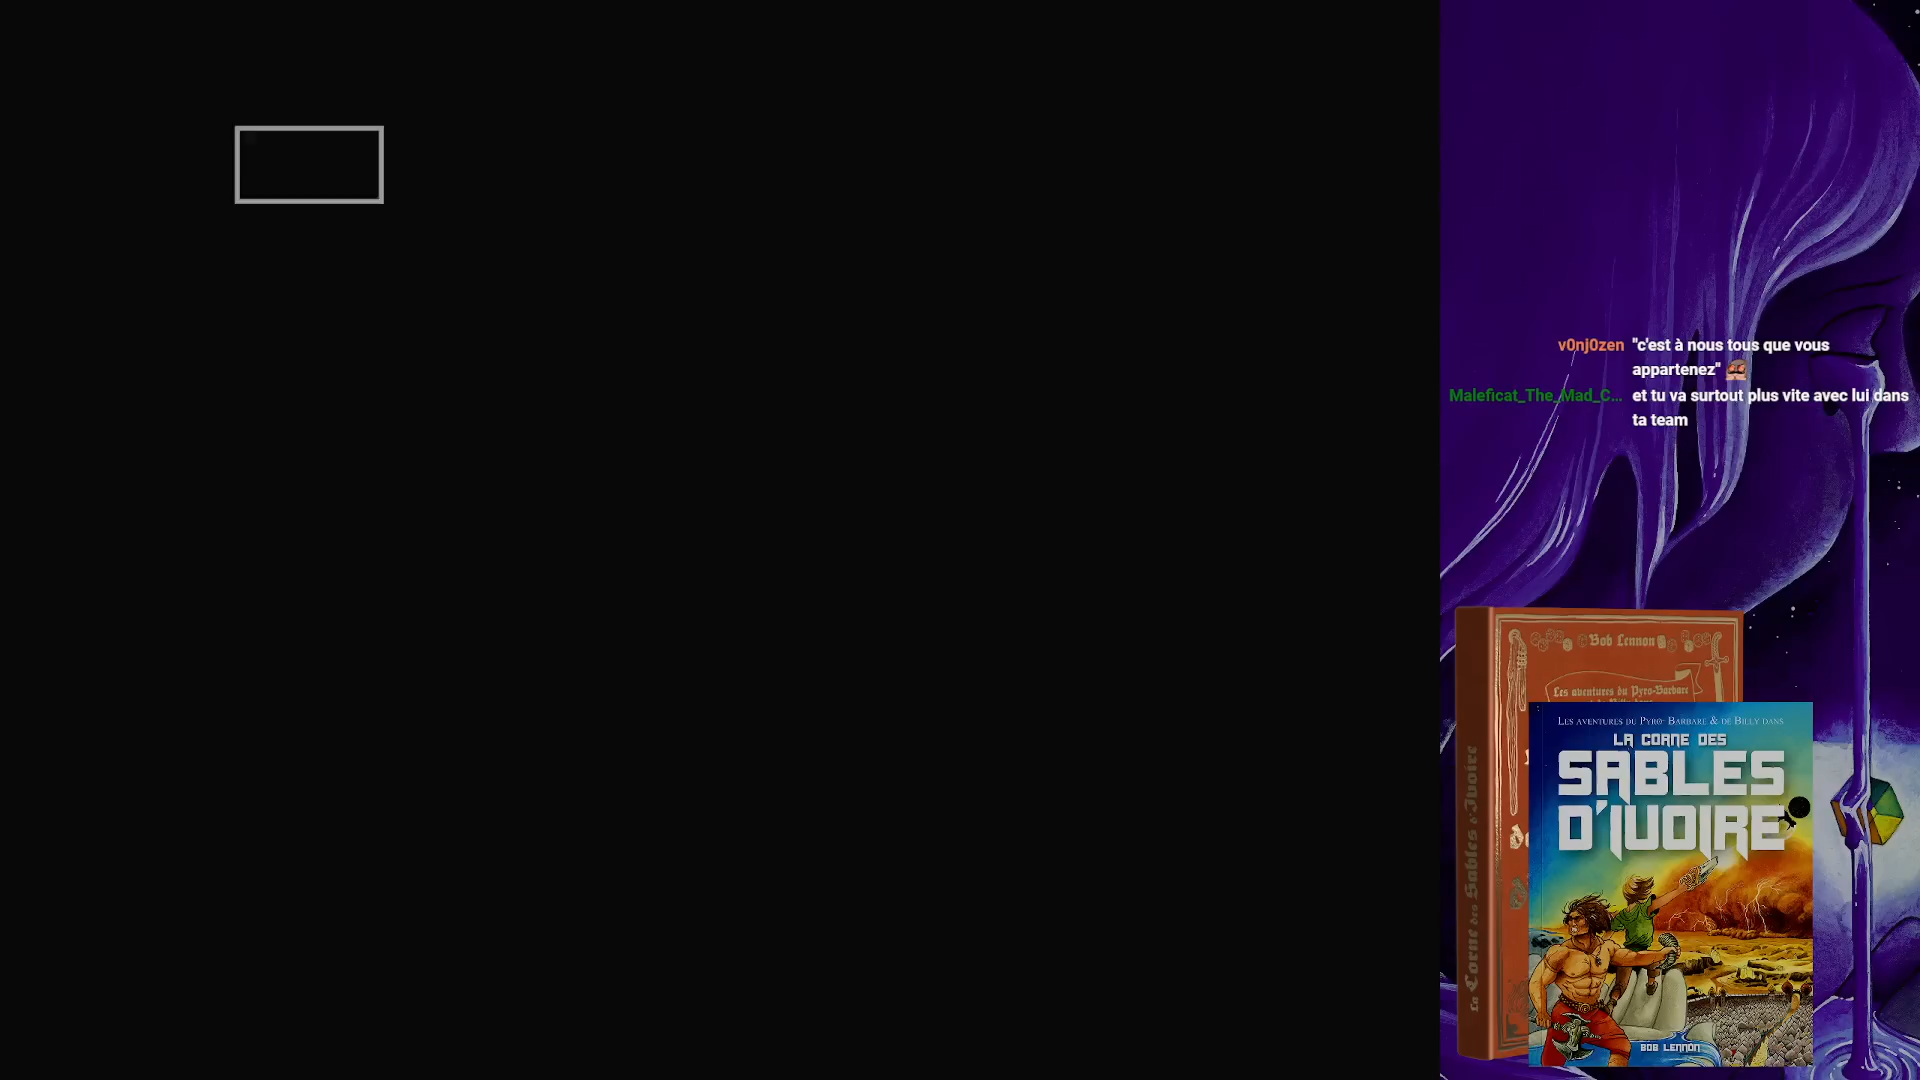 v0nj0zen "c'est à nous tous que vous
appartenez"
Maleficat_The_Mad_C... et tu va surtout plus vite avec lui dans
ta team
Bob Lennon
Les aventures du Pyro-Barbare
La Corne des Sables d'Ivoire
Les aventures du Pyro-Barbare & de Billy dans
LA CORNE DES
SABLES
D'IVOIRE
BOB LENNON